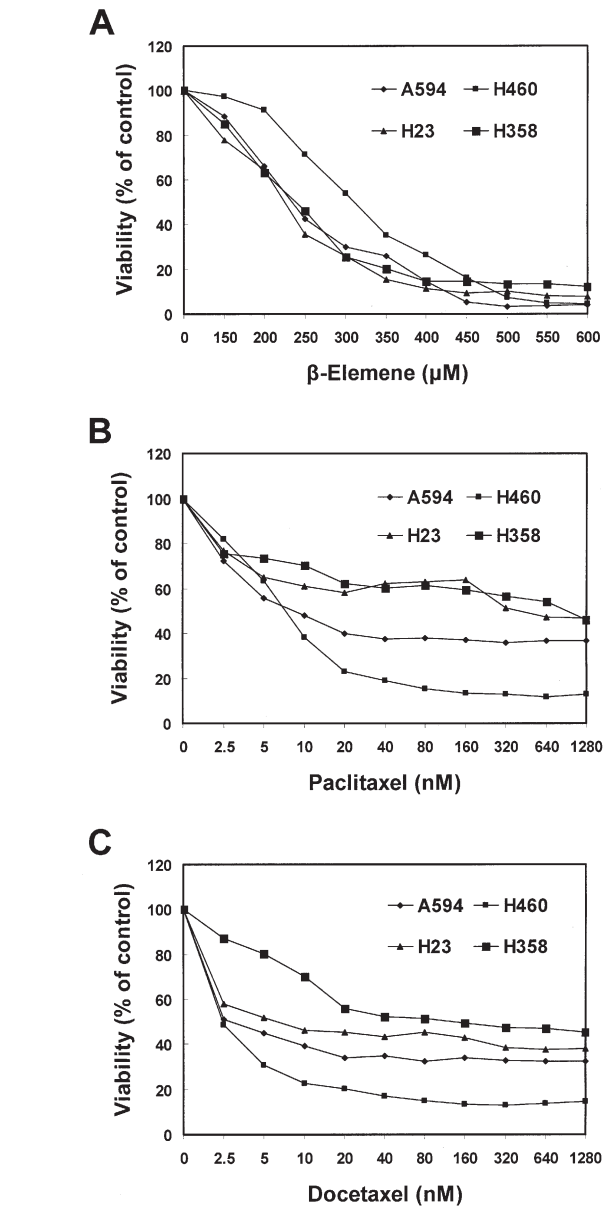 A
Viability (% of control)
120
100
80
60
40
20
0
A594 H460
H23 H358
0 150 200 250 300 350 400 450 500 550 600
β-Elemene (µM)
B
Viability (% of control)
120
100
80
60
40
20
0
A594 H460
H23 H358
0 2.5 5 10 20 40 80 160 320 640 1280
Paclitaxel (nM)
C
Viability (% of control)
120
100
80
60
40
20
0
A594 H460
H23 H358
0 2.5 5 10 20 40 80 160 320 640 1280
Docetaxel (nM)